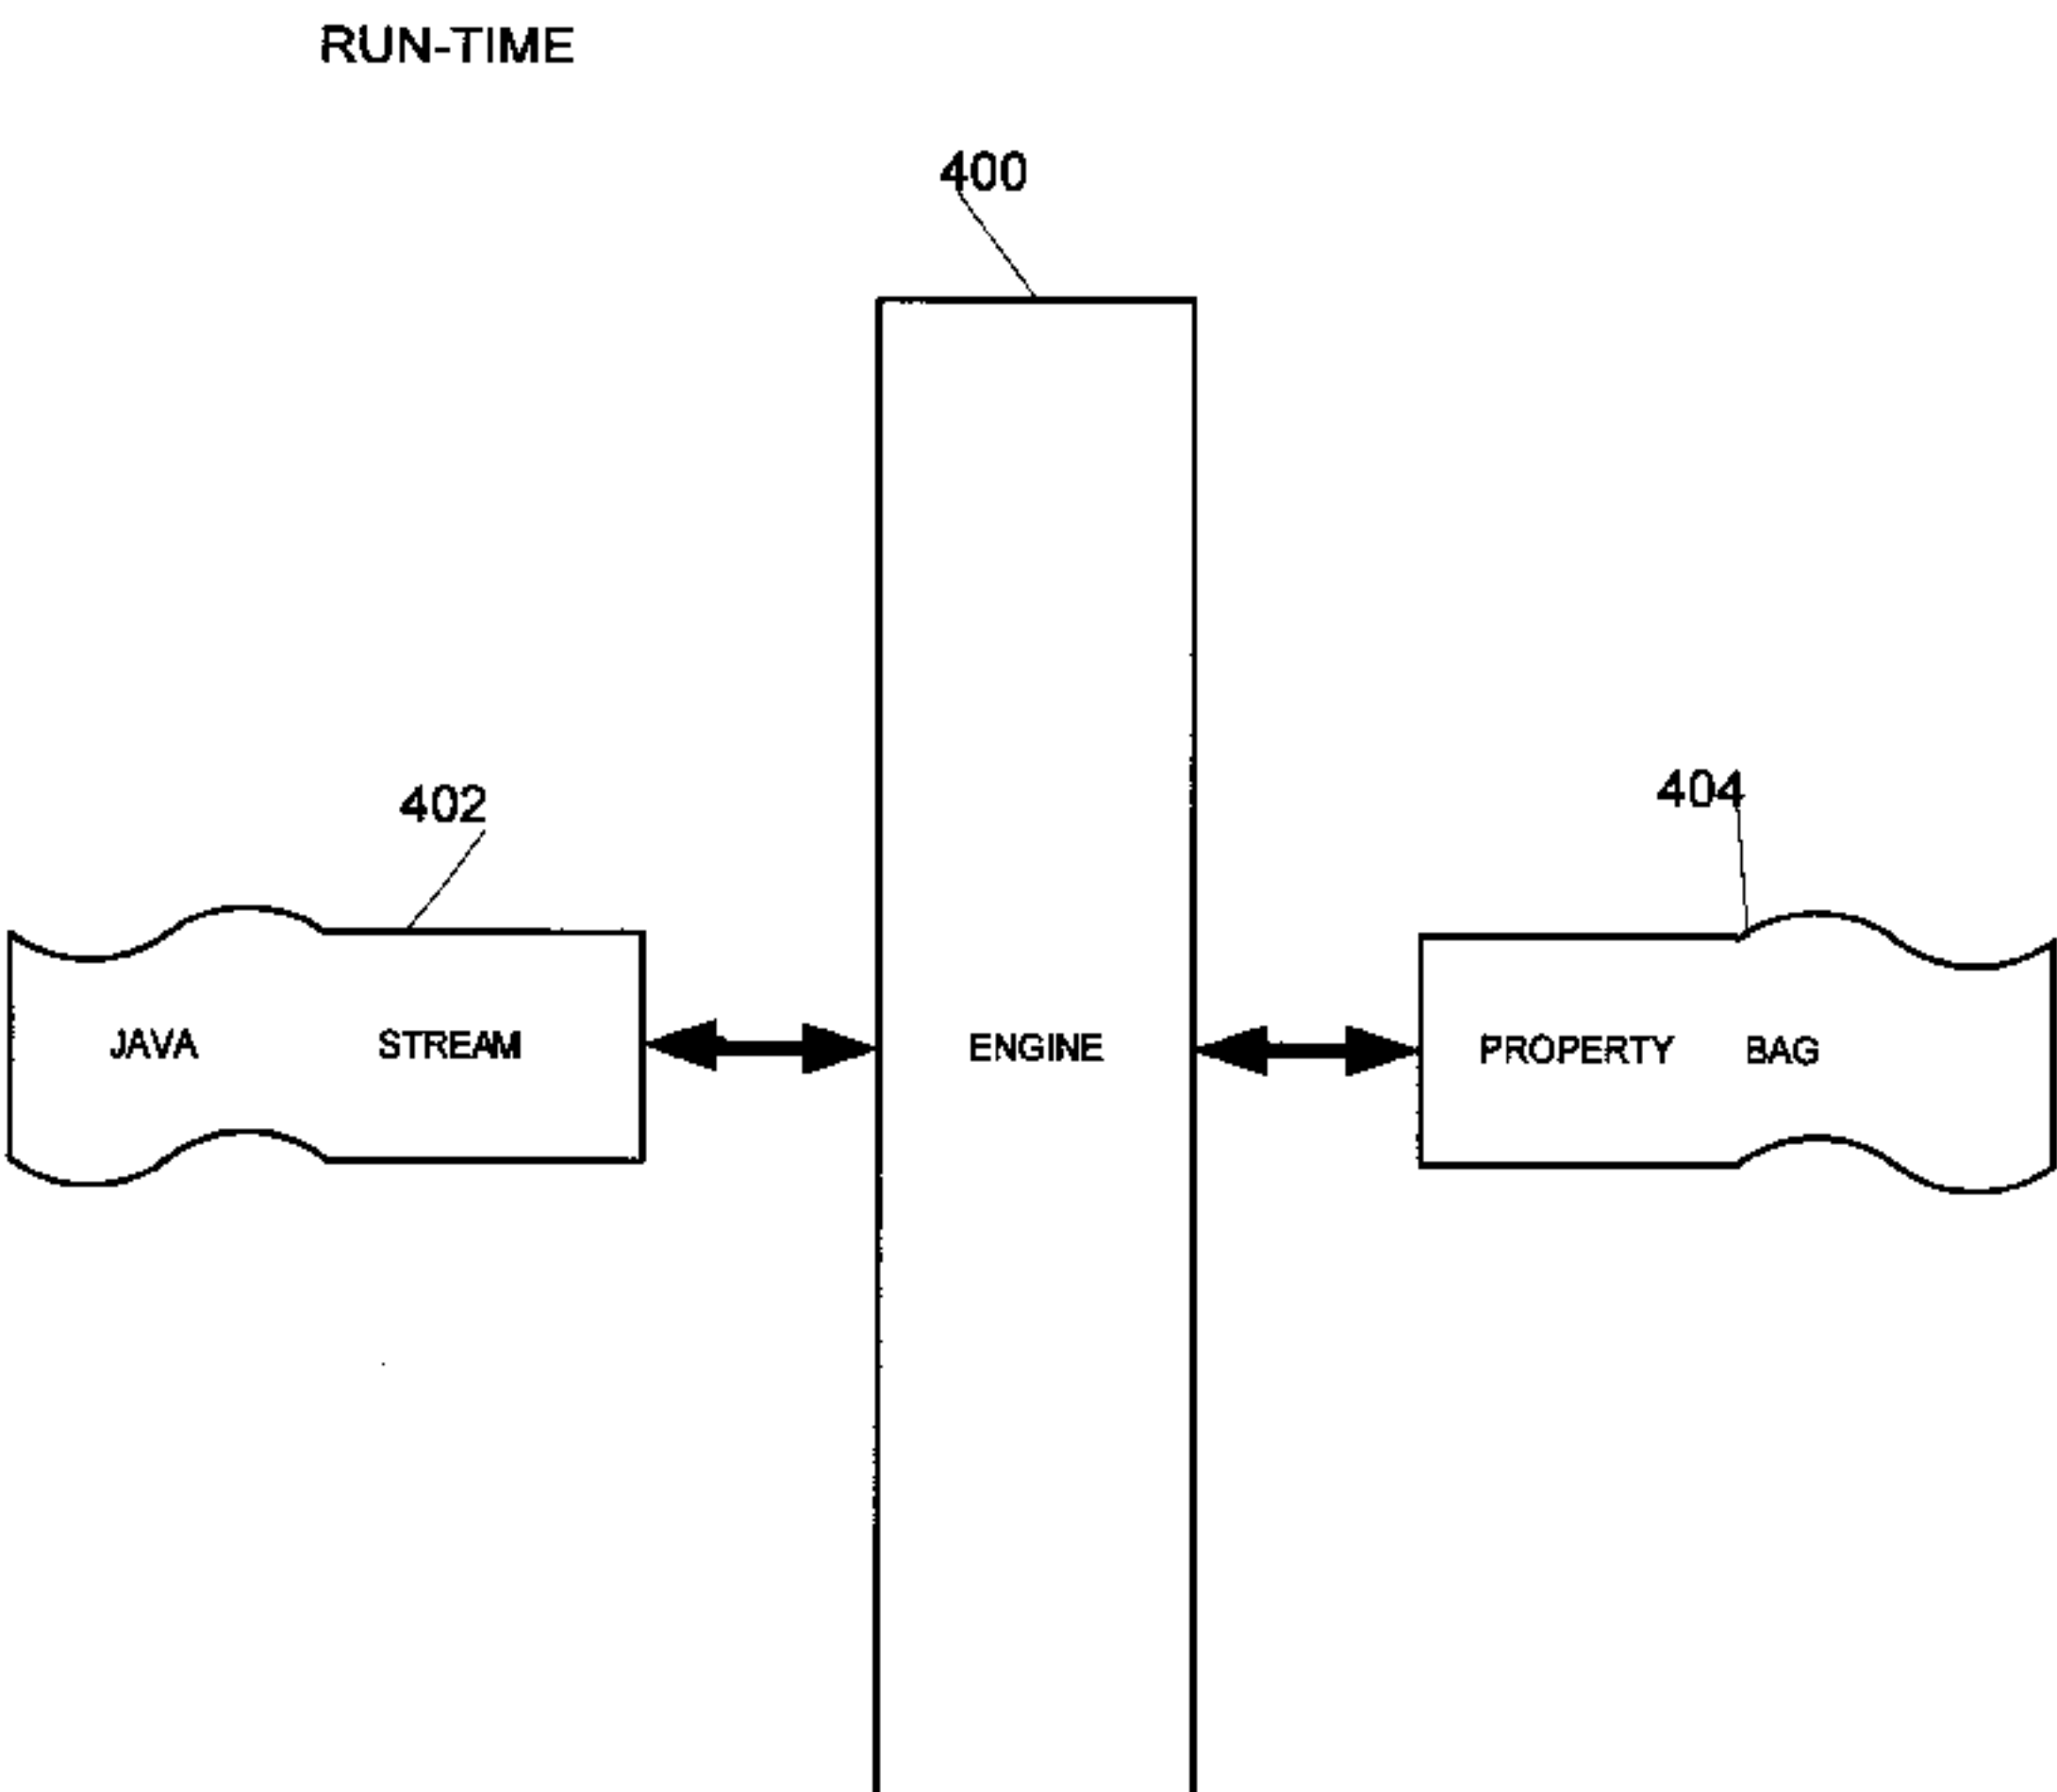 RUN-TIME
400
402
404
JAVA STREAM
ENGINE
PROPERTY BAG